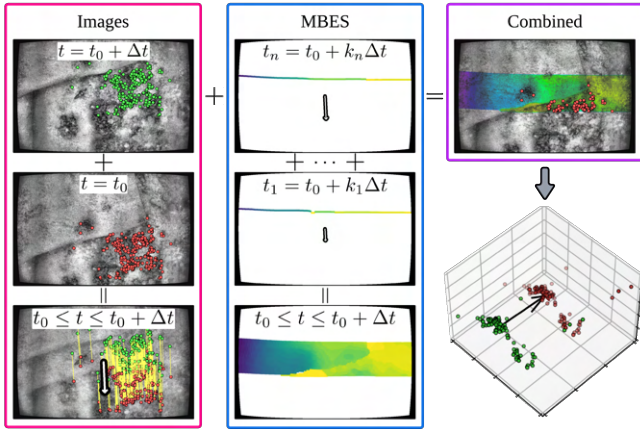 Images
t = t₀ + Δt
+
t = t₀
=
t₀ ≤ t ≤ t₀ + Δt
+
MBES
tₙ = t₀ + kₙΔt
+ ⋯ +
t₁ = t₀ + k₁Δt
=
t₀ ≤ t ≤ t₀ + Δt
=
Combined